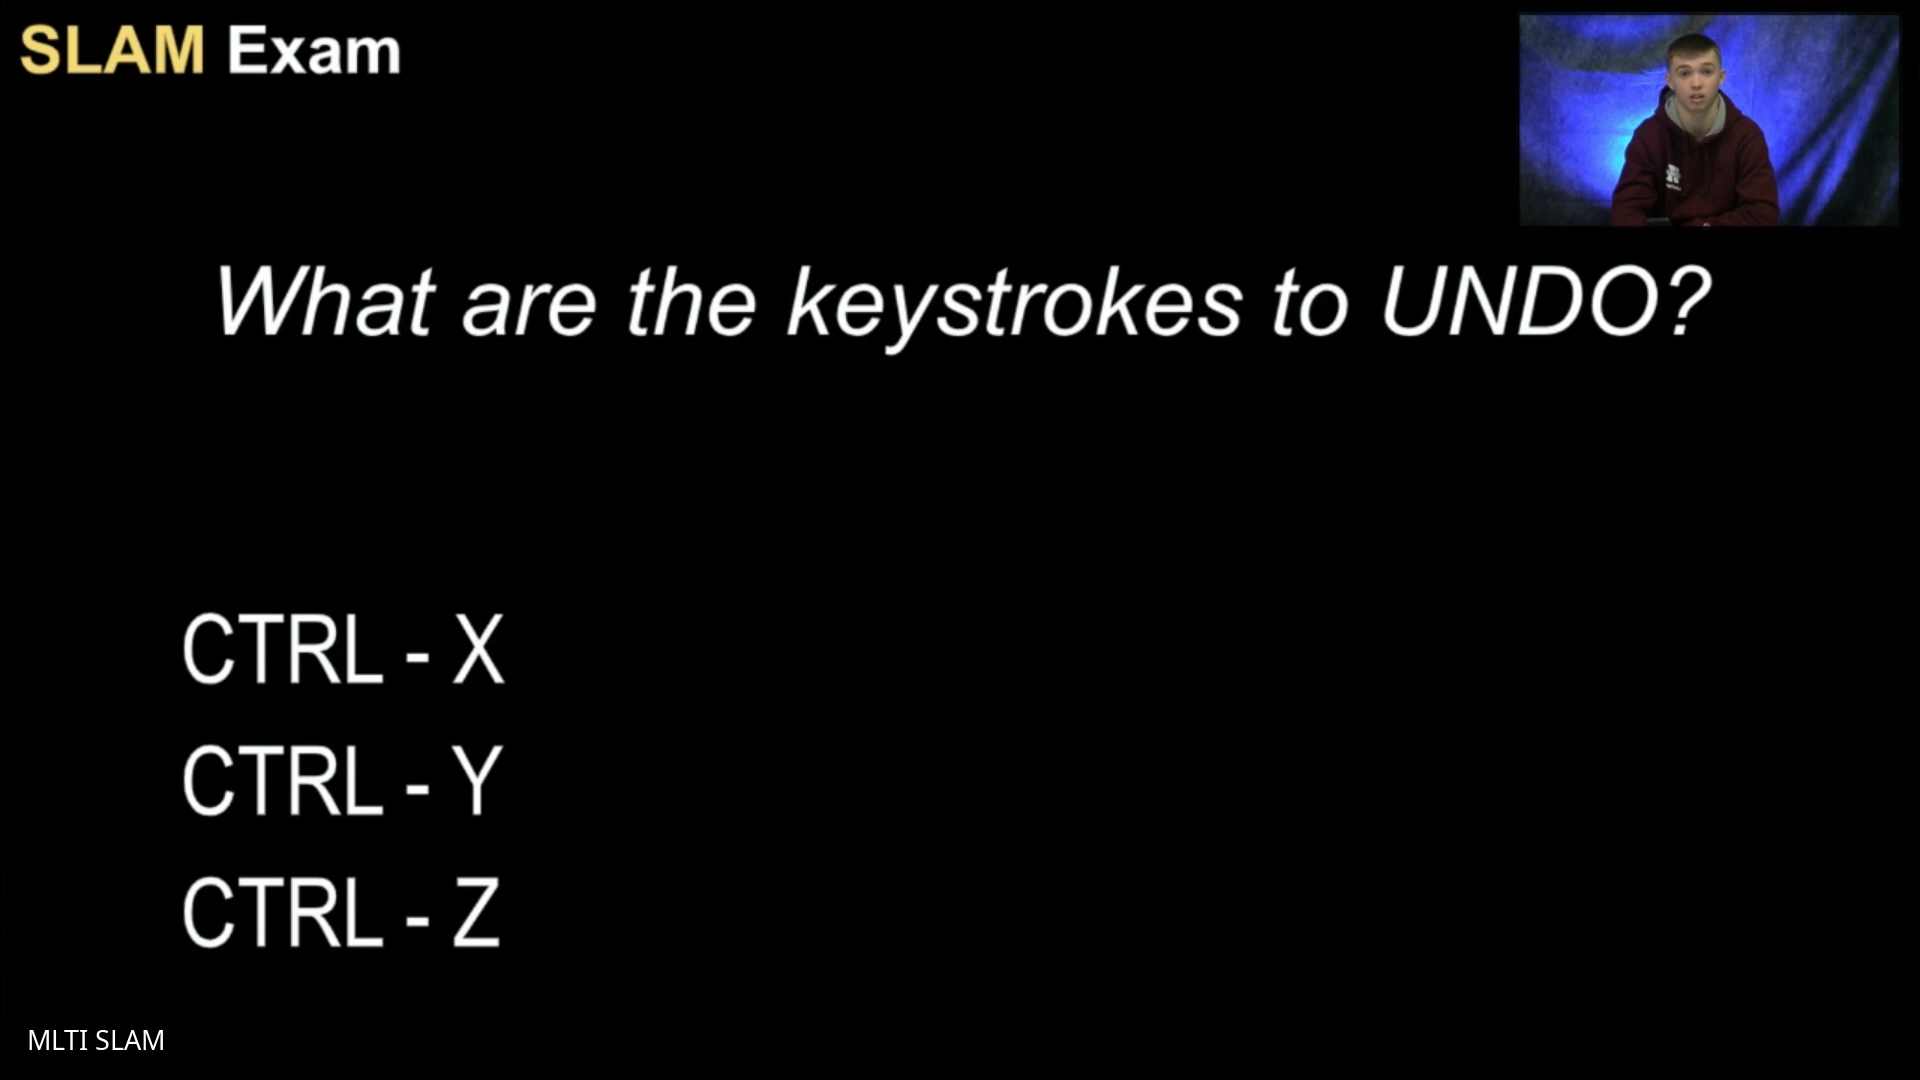 SLAM Exam
What are the keystrokes to UNDO?
CTRL - X
CTRL - Y
CTRL - Z
MLTI SLAM